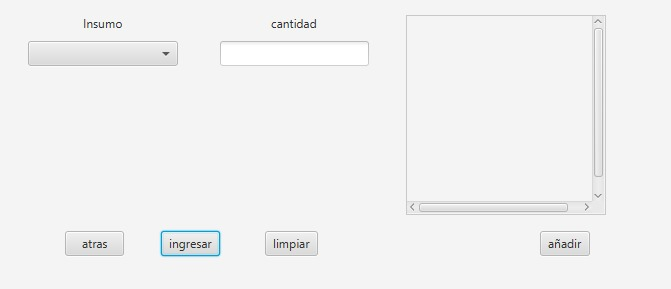 Insumo
cantidad
atras
ingresar
limpiar
añadir